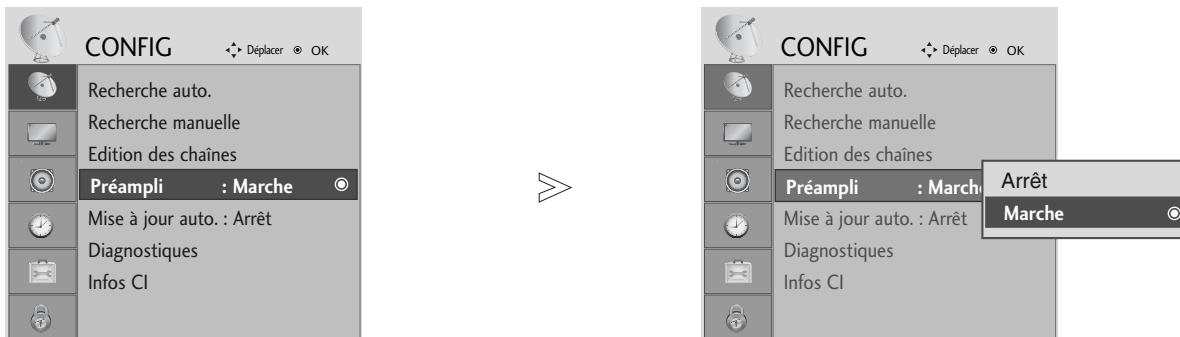 CONFIG Déplacer OK
Recherche auto.
Recherche manuelle
Edition des chaînes
Préampli : Marche
Mise à jour auto. : Arrêt
Diagnostiques
Infos CI
CONFIG Déplacer OK
Recherche auto.
Recherche manuelle
Edition des chaînes
Préampli : March
Mise à jour auto. : Arrêt
Diagnostiques
Infos CI
Arrêt
Marche